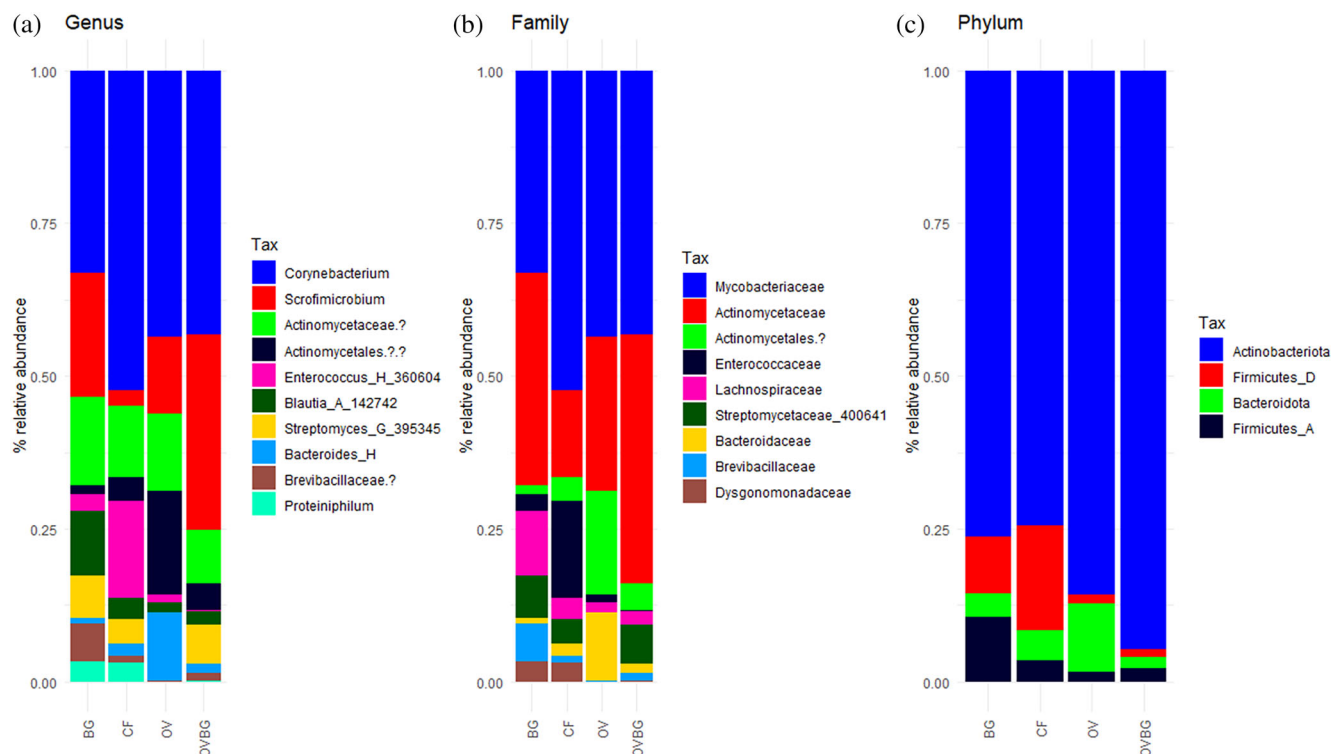 (a) Genus
% relative abundance
1.00
0.75
0.50
0.25
0.00
BG
CF
OV
OVBG
Tax
Corynebacterium
Scrofimicrobium
Actinomycetaceae.?
Actinomycetales.?.?
Enterococcus_H_360604
Blautia_A_142742
Streptomyces_G_395345
Bacteroides_H
Brevibacillaceae.?
Proteiniphilum
(b) Family
% relative abundance
1.00
0.75
0.50
0.25
0.00
BG
CF
OV
OVBG
Tax
Mycobacteriaceae
Actinomycetaceae
Actinomycetales.?
Enterococcaceae
Lachnospiraceae
Streptomycetaceae_400641
Bacteroidaceae
Brevibacillaceae
Dysgonomonadaceae
(c) Phylum
% relative abundance
1.00
0.75
0.50
0.25
0.00
BG
CF
OV
OVBG
Tax
Actinobacteriota
Firmicutes_D
Bacteroidota
Firmicutes_A